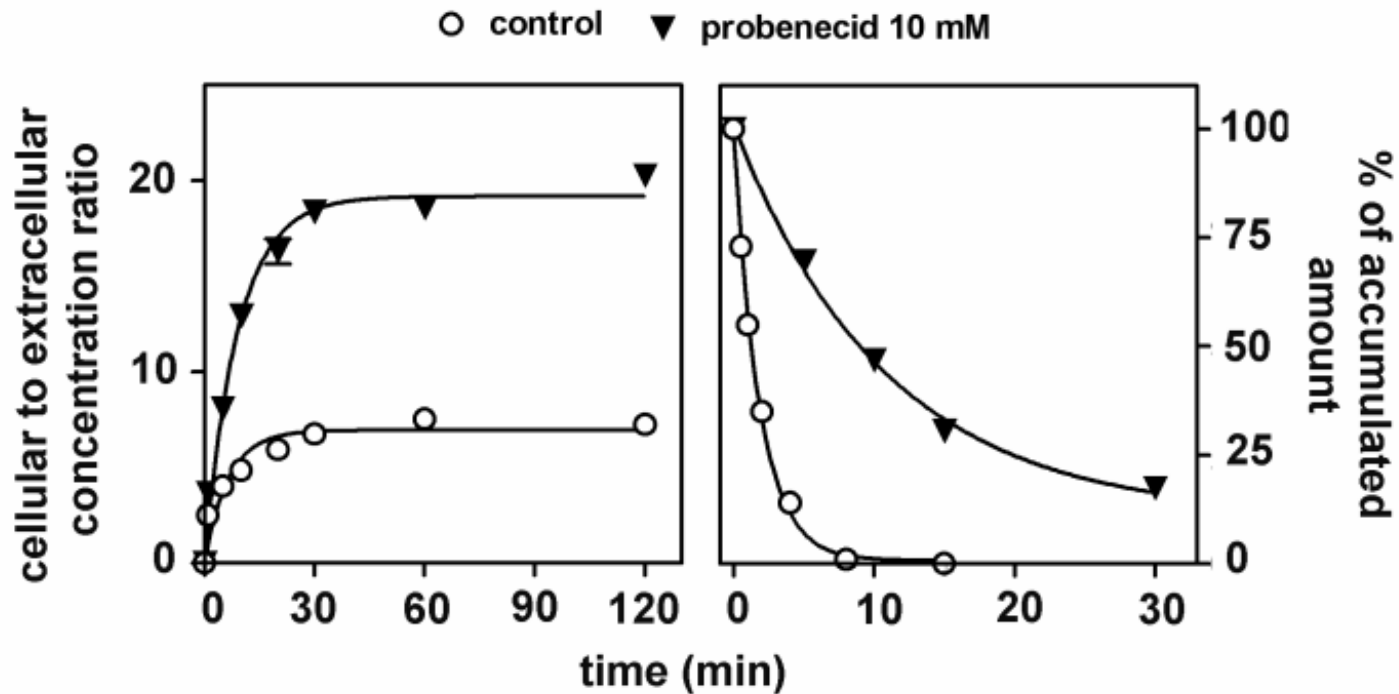 control probenecid 10 mM
cellular to extracellular
concentration ratio
20
10
0
0 30 60 90 120
100
75
50
25
0
0 10 20 30
% of accumulated
amount
time (min)